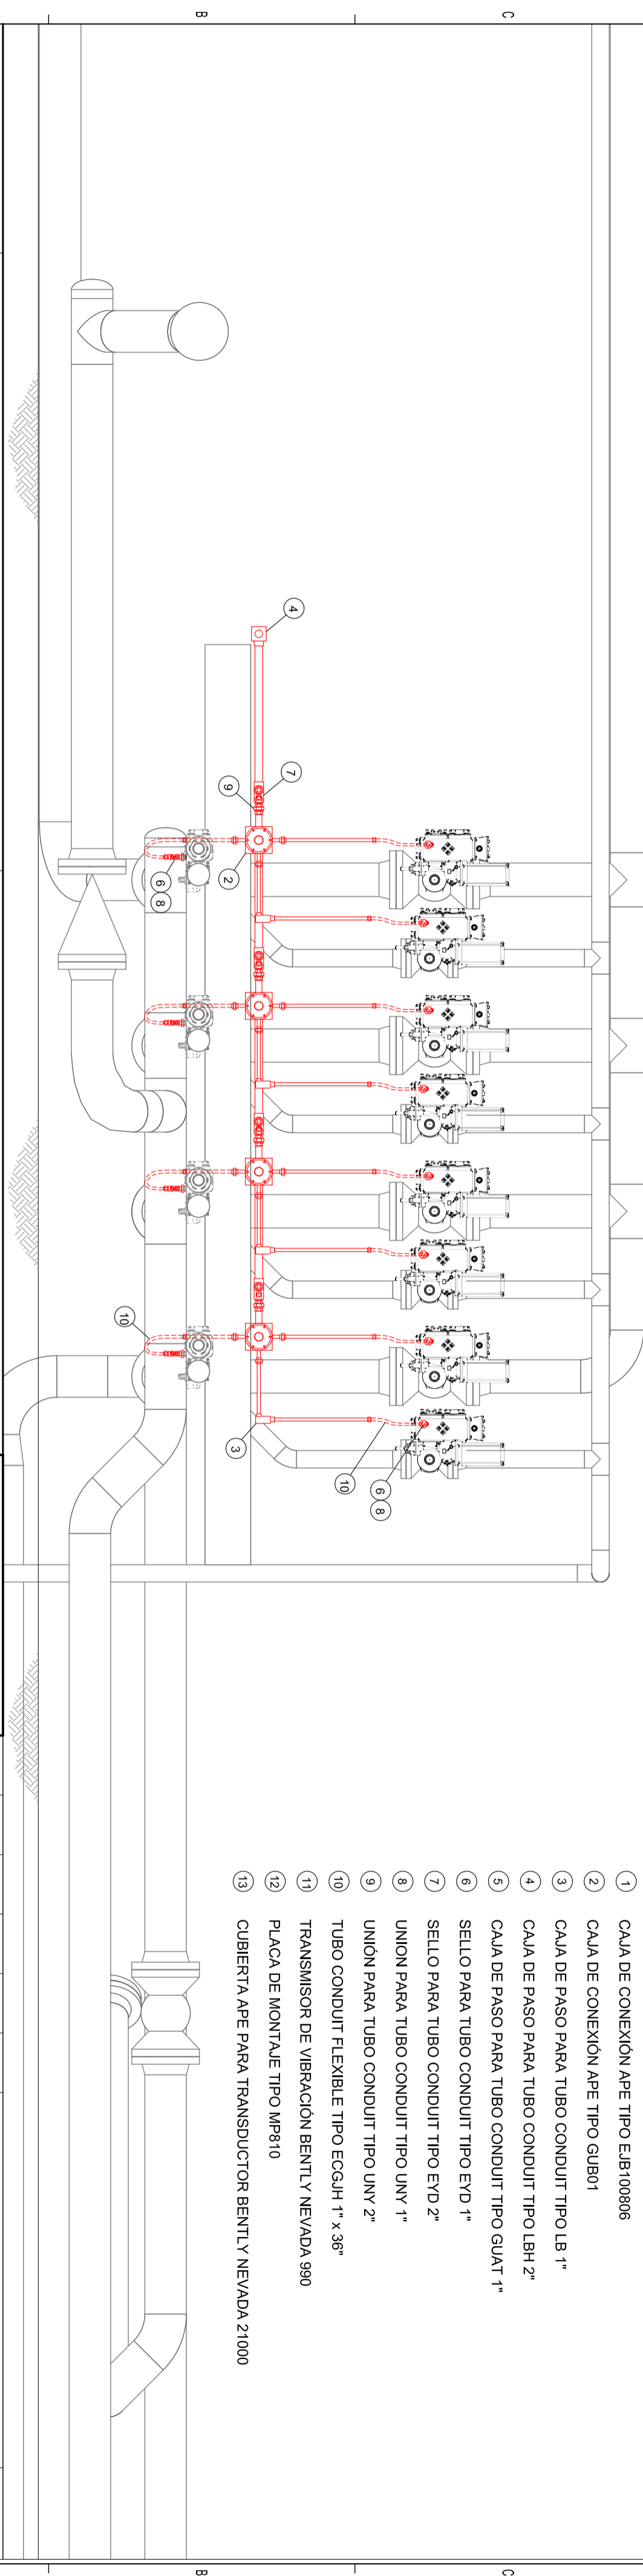 1 CAJA DE CONEXIÓN APE TIPO EJB100806
2 CAJA DE CONEXIÓN APE TIPO GUB01
3 CAJA DE PASO PARA TUBO CONDUIT TIPO LB 1"
4 CAJA DE PASO PARA TUBO CONDUIT TIPO LBH 2"
5 CAJA DE PASO PARA TUBO CONDUIT TIPO GUAT 1"
6 SELLO PARA TUBO CONDUIT TIPO EYD 1"
7 SELLO PARA TUBO CONDUIT TIPO EYD 2"
8 UNION PARA TUBO CONDUIT TIPO UNY 1"
9 UNIÓN PARA TUBO CONDUIT TIPO UNY 2"
10 TUBO CONDUIT FLEXIBLE TIPO ECGJH 1" x 36"
11 TRANSMISOR DE VIBRACIÓN BENTLY NEVADA 990
12 PLACA DE MONTAJE TIPO MP810
13 CUBIERTA APE PARA TRANSDUCTOR BENTLY NEVADA 21000
C
C
B
B
4
7
9
2
6
8
10
3
10
6
8